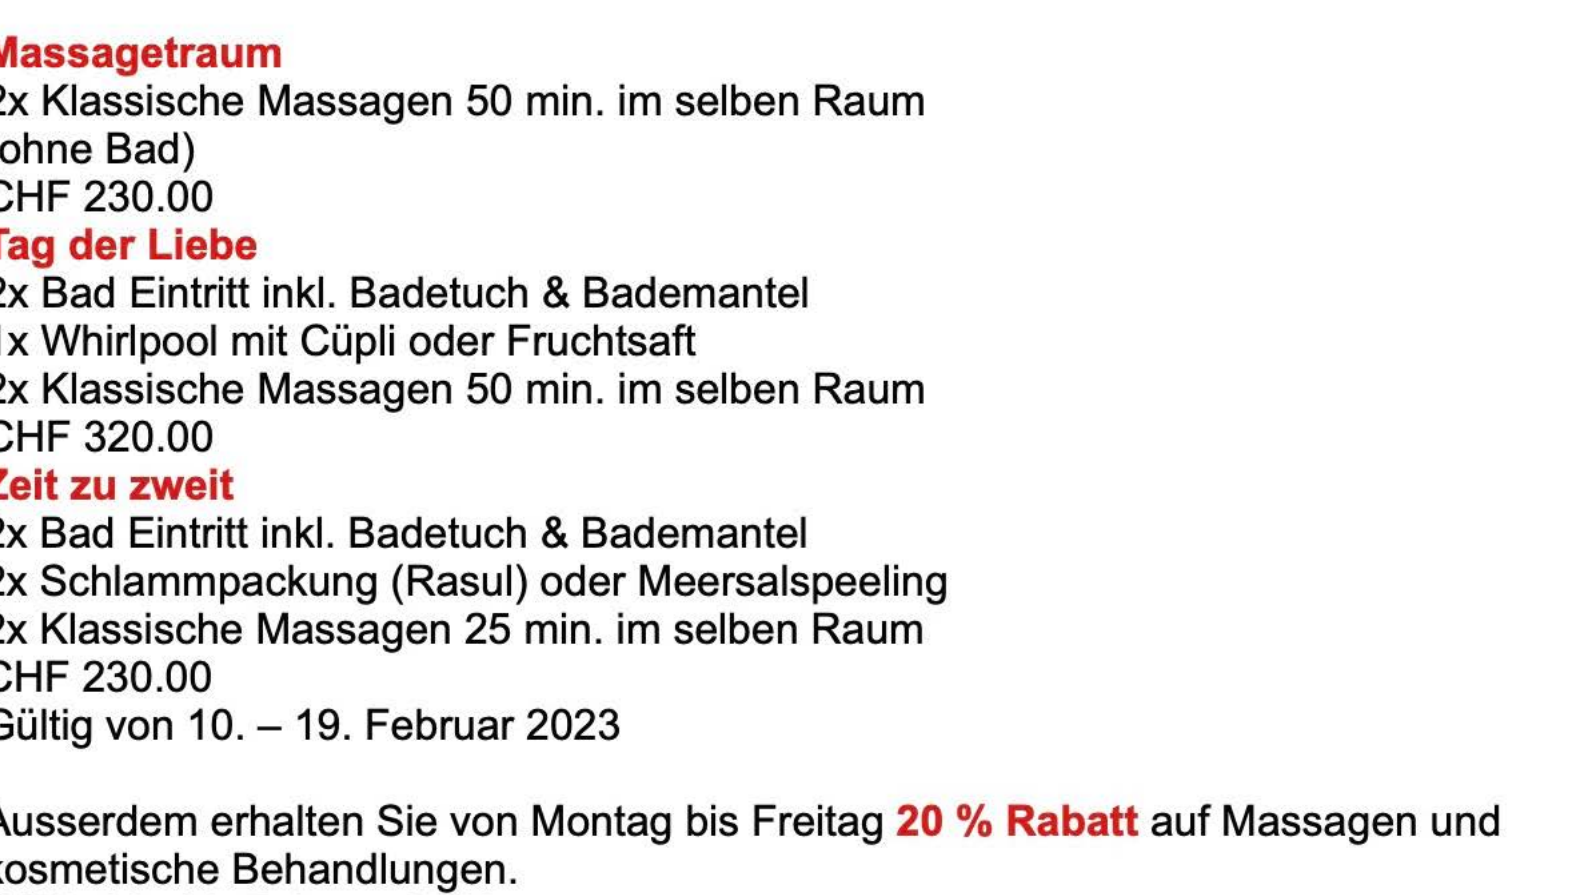 Massagetraum
2x Klassische Massagen 50 min. im selben Raum
(ohne Bad)
CHF 230.00
Tag der Liebe
2x Bad Eintritt inkl. Badetuch & Bademantel
1x Whirlpool mit Cüpli oder Fruchtsaft
2x Klassische Massagen 50 min. im selben Raum
CHF 320.00
Zeit zu zweit
2x Bad Eintritt inkl. Badetuch & Bademantel
2x Schlammpackung (Rasul) oder Meersalspeeling
2x Klassische Massagen 25 min. im selben Raum
CHF 230.00
Gültig von 10. – 19. Februar 2023
Ausserdem erhalten Sie von Montag bis Freitag 20 % Rabatt auf Massagen und
kosmetische Behandlungen.